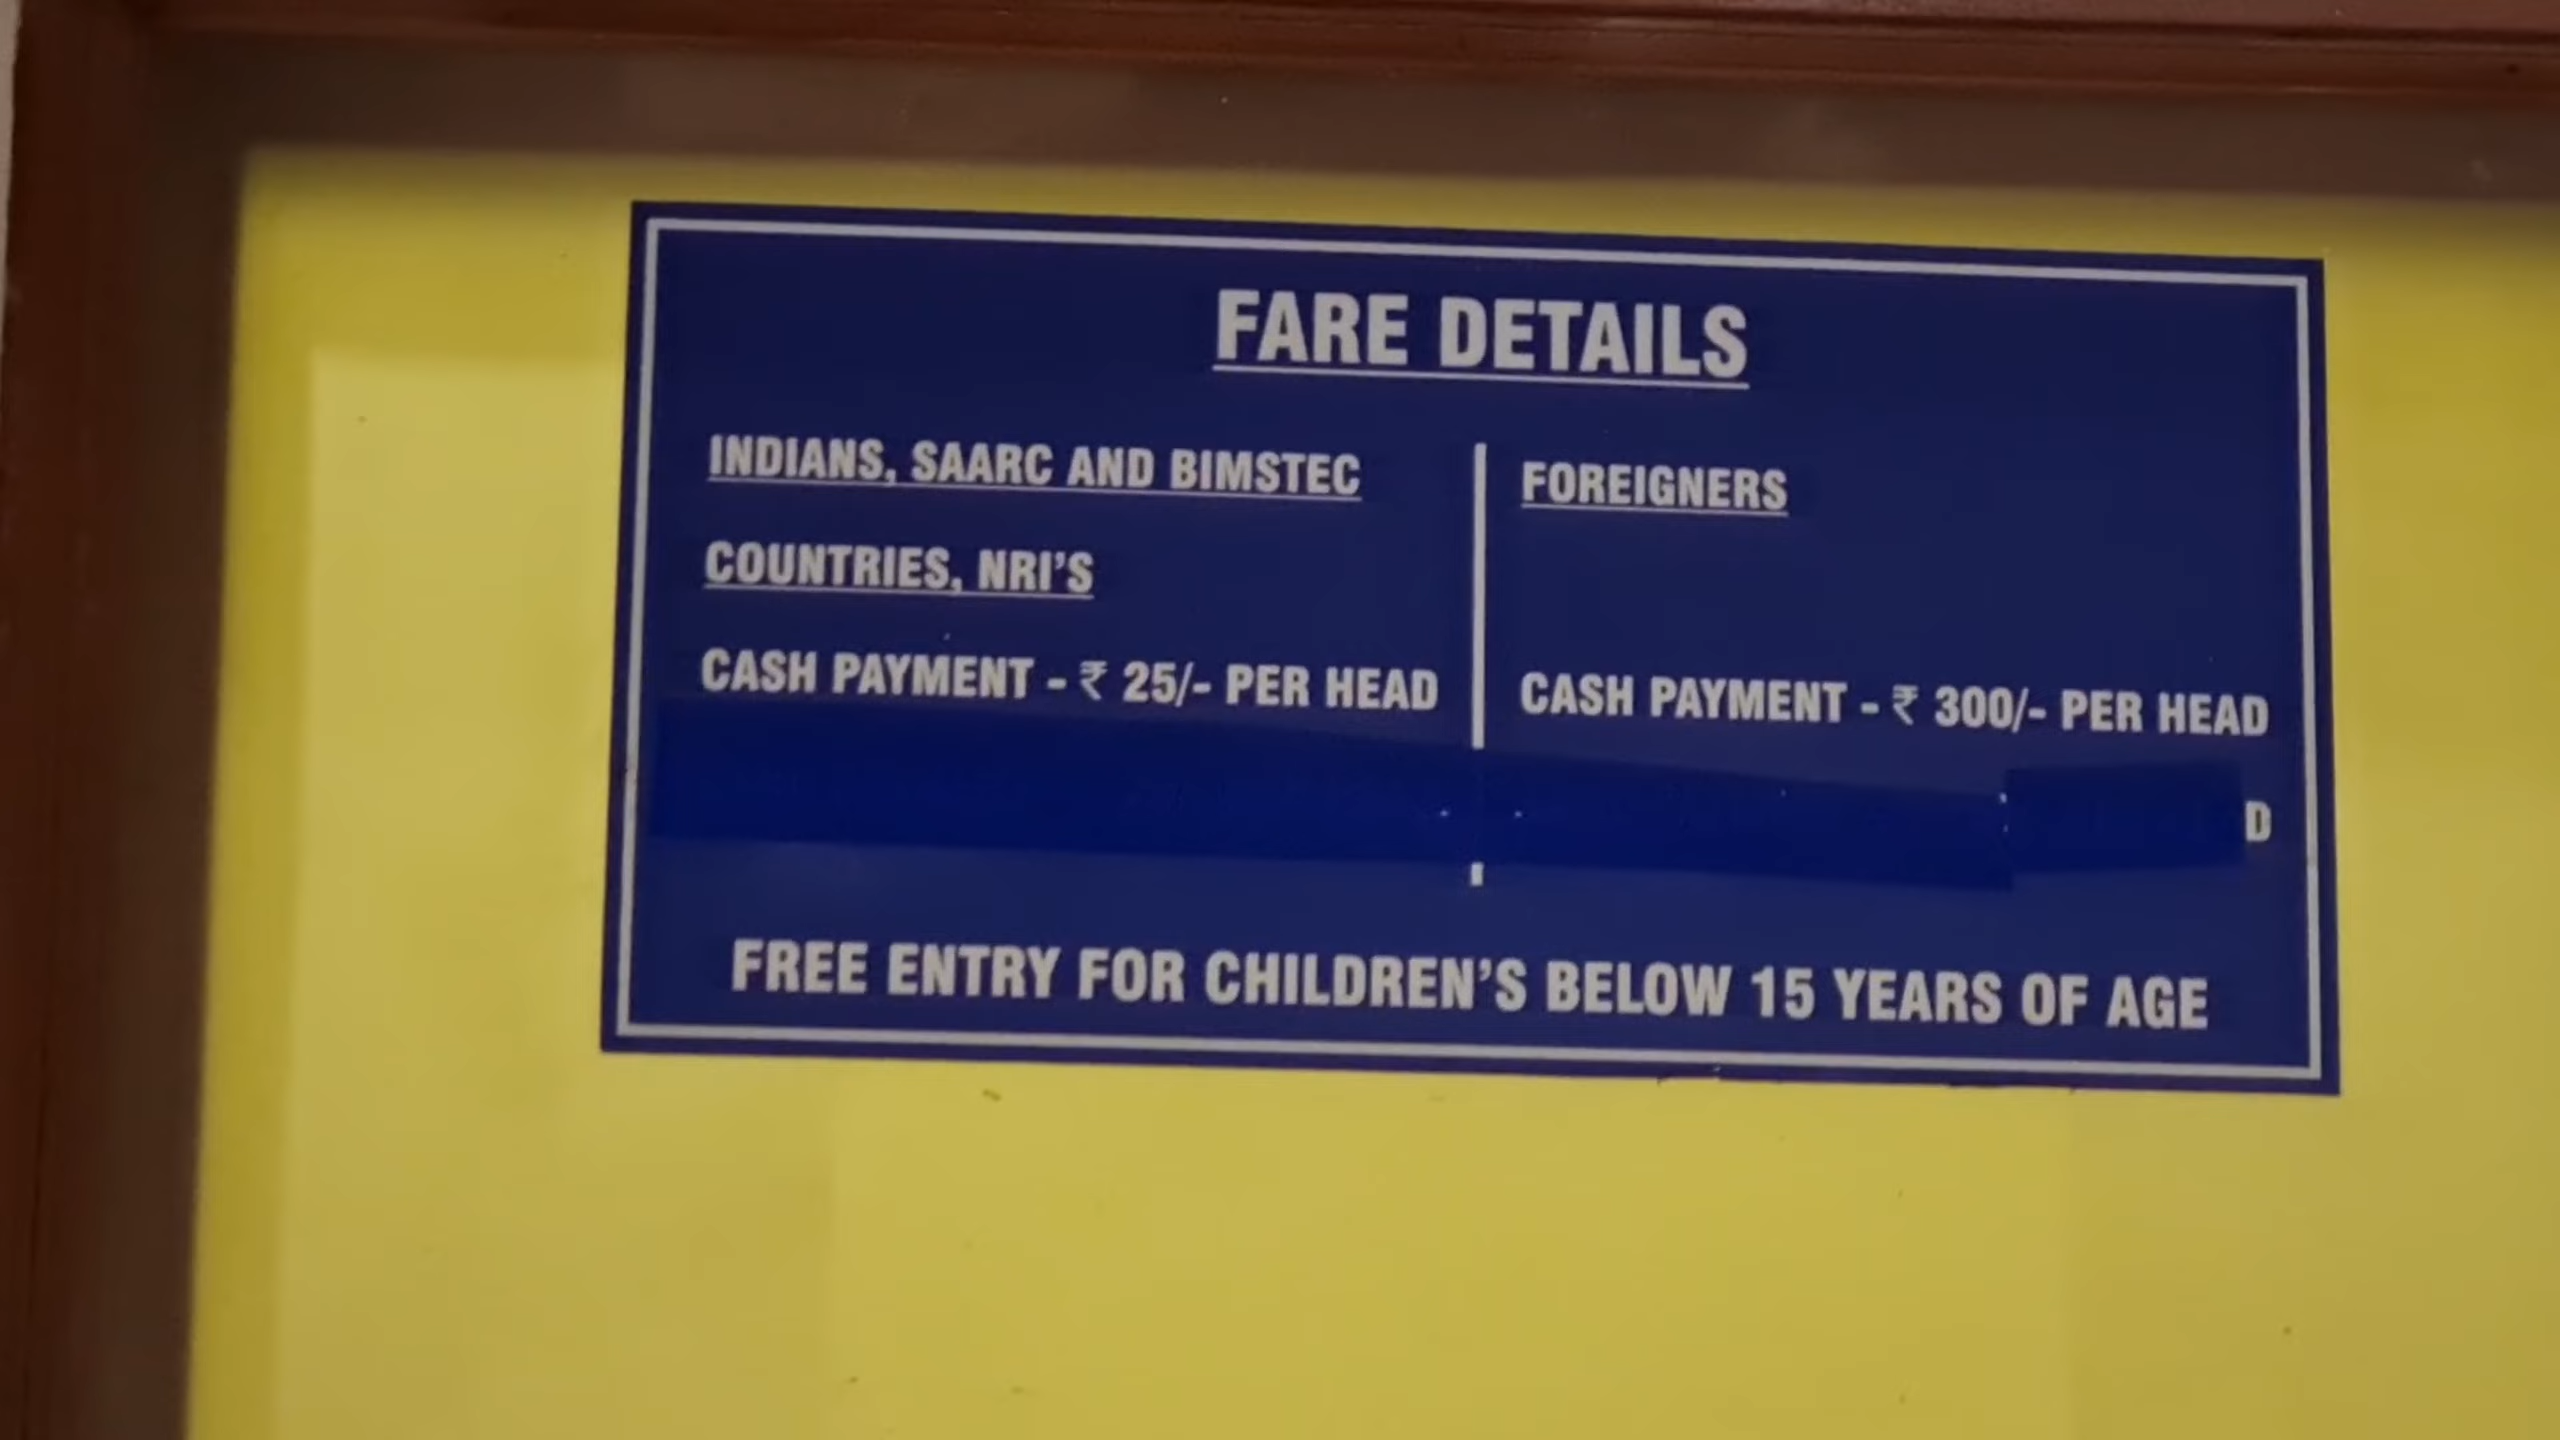 FARE DETAILS
INDIANS, SAARC AND BIMSTEC
COUNTRIES, NRI'S
CASH PAYMENT - ₹ 25/- PER HEAD
FOREIGNERS
CASH PAYMENT - ₹ 300/- PER HEAD
D
FREE ENTRY FOR CHILDREN'S BELOW 15 YEARS OF AGE